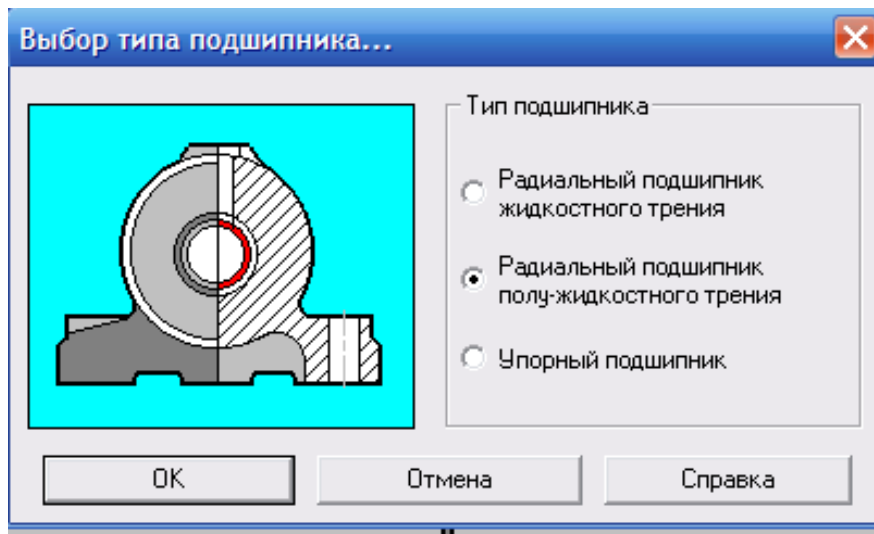 Выбор типа подшипника...
Тип подшипника
Радиальный подшипник
жидкостного трения
Радиальный подшипник
полу-жидкостного трения
Упорный подшипник
OK
Отмена
Справка